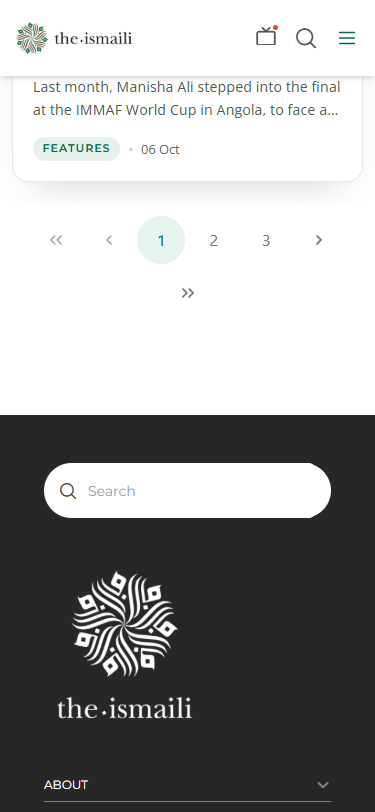 the·ismaili
Last month, Manisha Ali stepped into the final
at the IMMAF World Cup in Angola, to face a...
FEATURES • 06 Oct
1 2 3
Search
the·ismaili
ABOUT